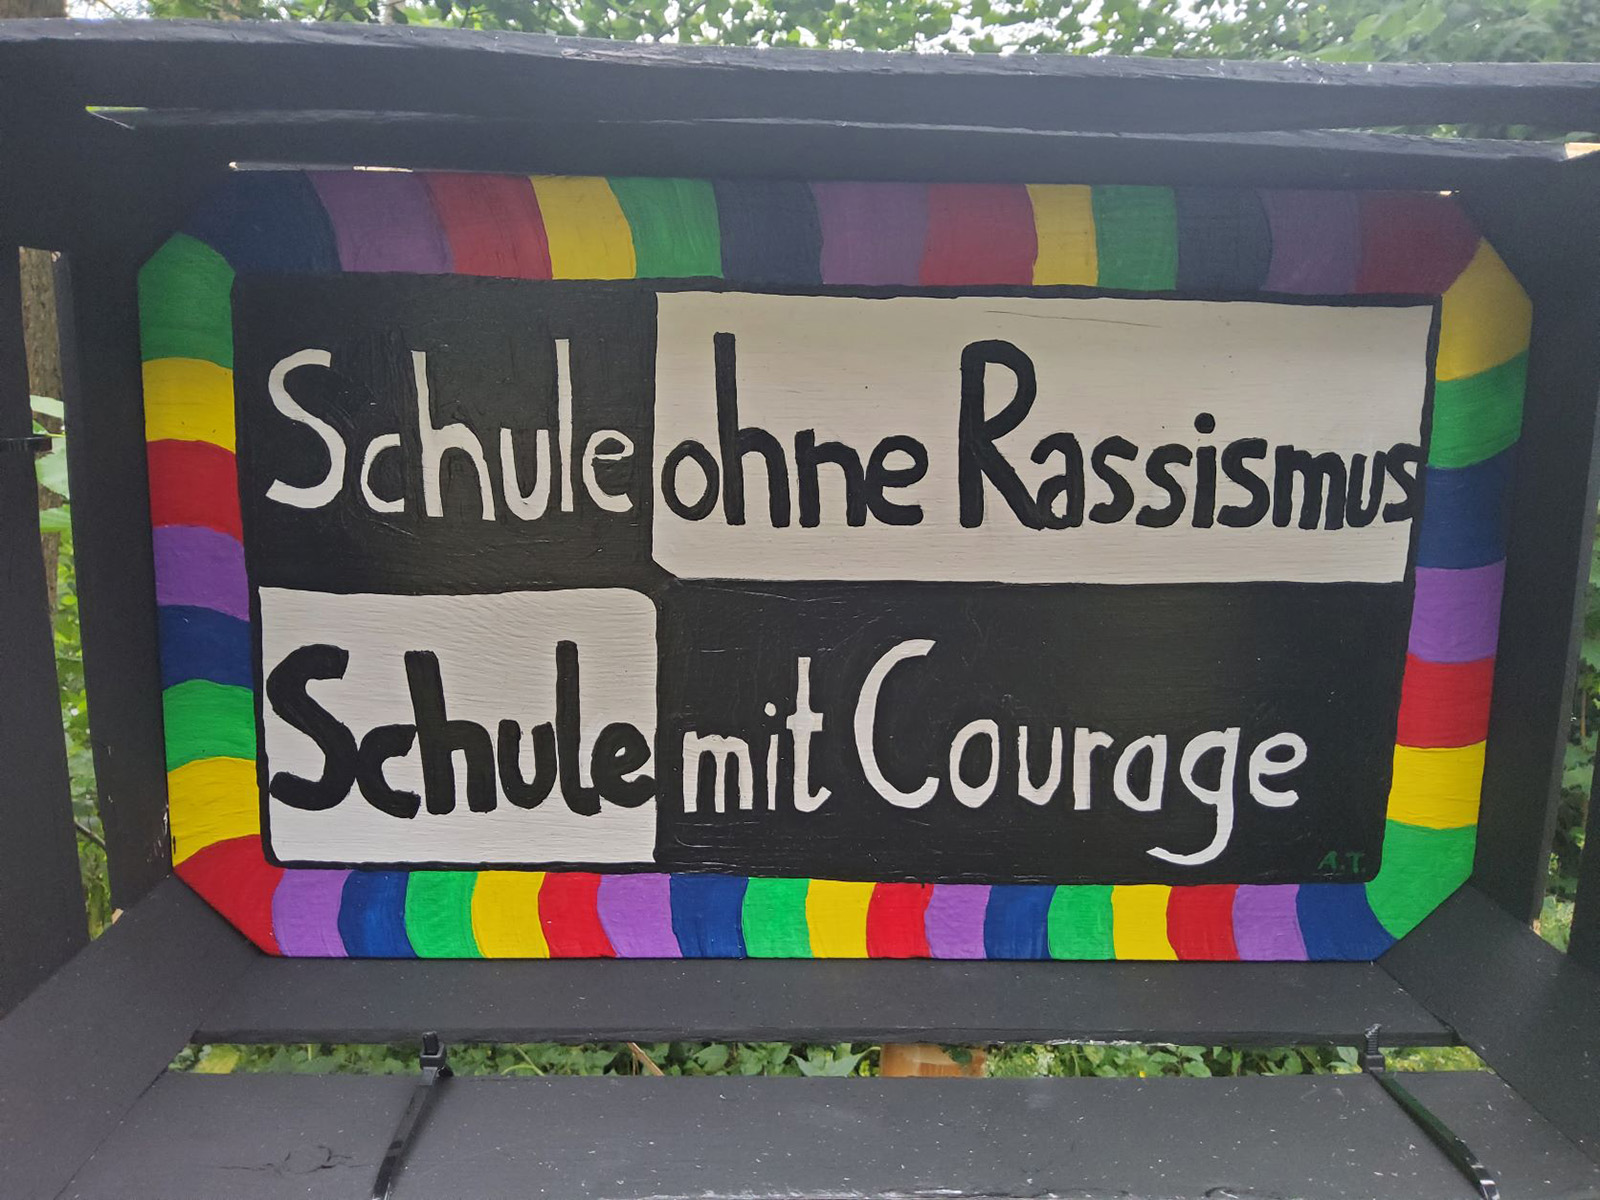 Schule ohne Rassismus
Schule mit Courage
A.T.